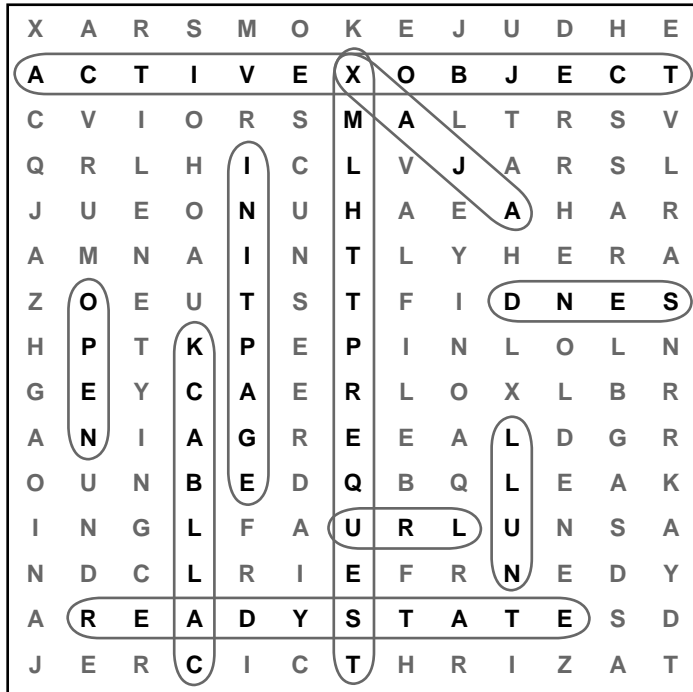 X A R S M O K E J U D H E
A C T I V E X O B J E C T
C V I O R S M A L T R S V
Q R L H I C L V J A R S L
J U E O N U H A E A H A R
A M N A I N T L Y H E R A
Z O E U T S T F I D N E S
H P T K P E P I N L O L N
G E Y C A E R L O X L B R
A N I A G R E E A L D G R
O U N B E D Q B Q L E A K
I N G L F A U R L U N S A
N D C L R I E F R N E D Y
A R E A D Y S T A T E S D
J E R C I C T H R I Z A T